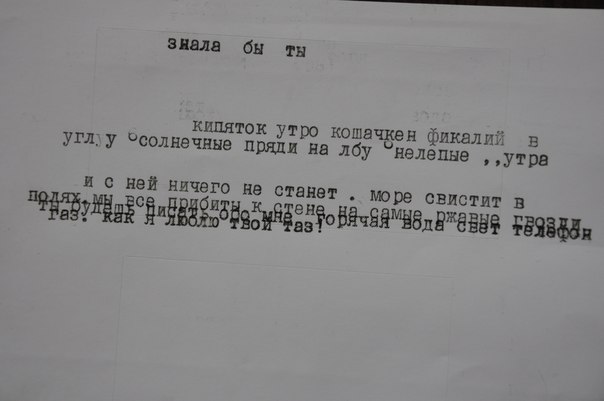 знала бы ты
кипяток утро кошачкен фикалий в
углуу солнечные пряди на лбу нелепые ,,утра
и с ней ничего не станет . море свистит в
полях.мы все прибиты к стене на самые ржавые гвозди
ты будешь писать обо мне горячая вода свет телефон
газ. как я люблю твой таз!